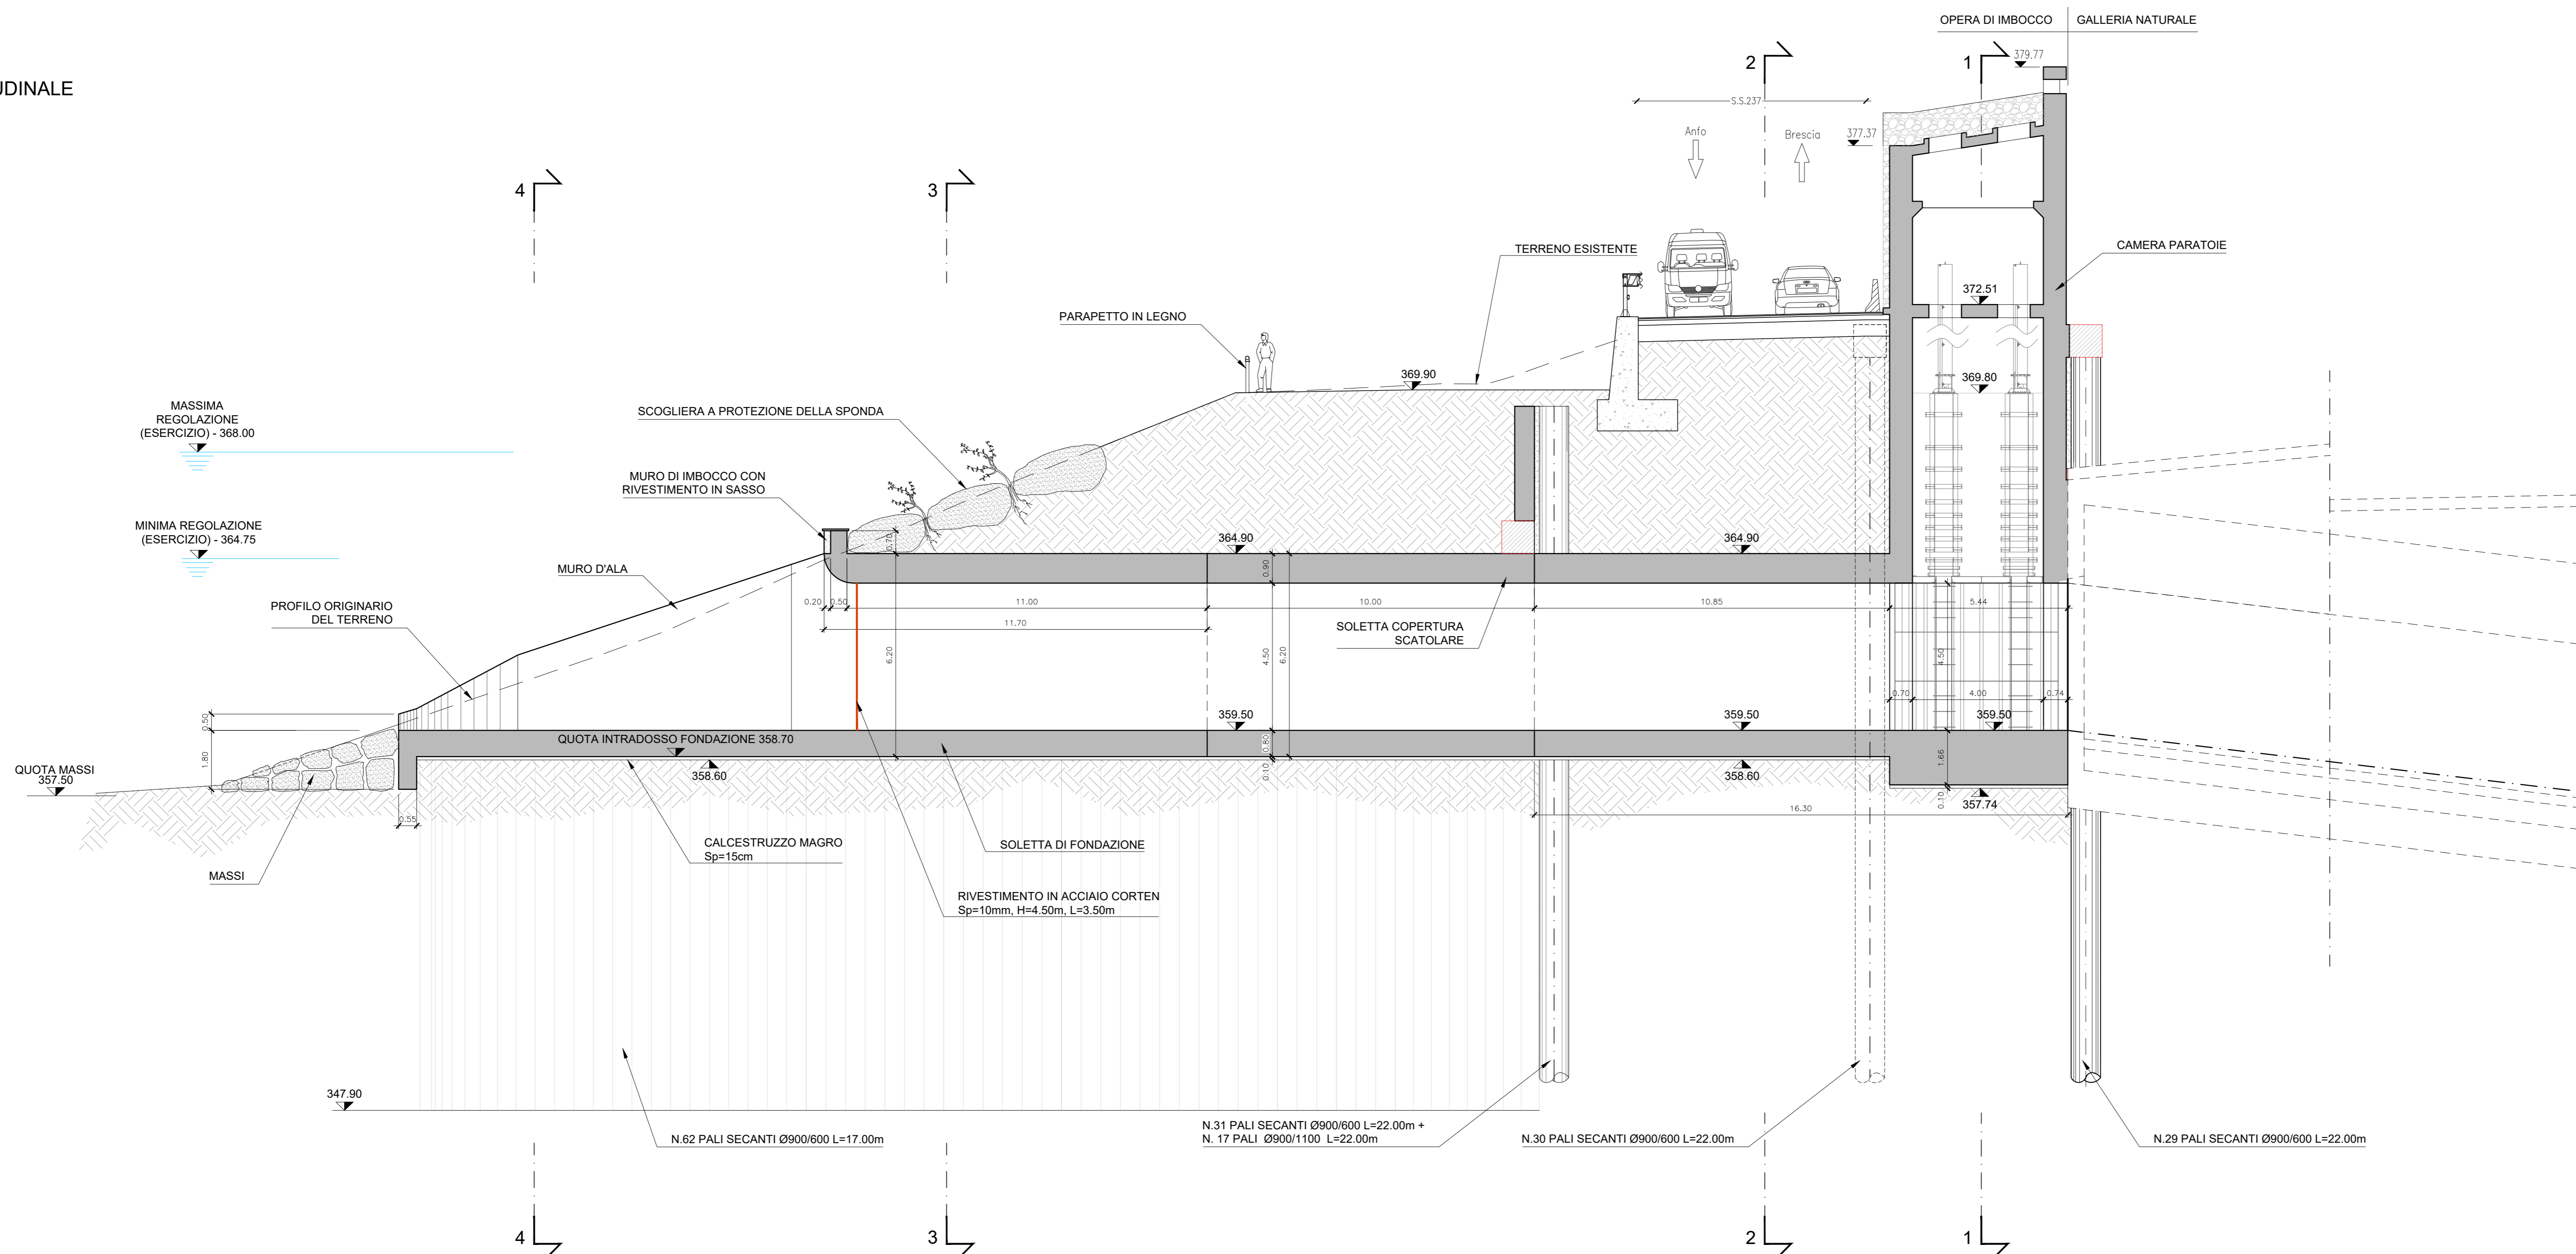 OPERA DI IMBOCCO
GALLERIA NATURALE
2
1
379.77
UDINALE
S.S.237
Anfo
Brescia
377.37
4
3
TERRENO ESISTENTE
CAMERA PARATOIE
372.51
PARAPETTO IN LEGNO
369.90
369.80
MASSIMA
REGOLAZIONE
(ESERCIZIO) - 368.00
SCOGLIERA A PROTEZIONE DELLA SPONDA
MURO DI IMBOCCO CON
RIVESTIMENTO IN SASSO
MINIMA REGOLAZIONE
(ESERCIZIO) - 364.75
0.70
364.90
364.90
MURO D'ALA
0.90
PROFILO ORIGINARIO
DEL TERRENO
0.20
0.50
11.00
10.00
10.85
5.44
11.70
SOLETTA COPERTURA
SCATOLARE
6.20
4.50
6.20
4.50
0.70
4.00
0.74
0.50
359.50
359.50
359.50
QUOTA INTRADOSSO FONDAZIONE 358.70
0.80
1.80
1.66
QUOTA MASSI
357.50
358.60
0.10
358.60
0.10
357.74
0.55
16.30
CALCESTRUZZO MAGRO
Sp=15cm
SOLETTA DI FONDAZIONE
MASSI
RIVESTIMENTO IN ACCIAIO CORTEN
Sp=10mm, H=4.50m, L=3.50m
347.90
N.62 PALI SECANTI Ø900/600 L=17.00m
N.31 PALI SECANTI Ø900/600 L=22.00m +
N. 17 PALI Ø900/1100 L=22.00m
N.30 PALI SECANTI Ø900/600 L=22.00m
N.29 PALI SECANTI Ø900/600 L=22.00m
4
3
2
1